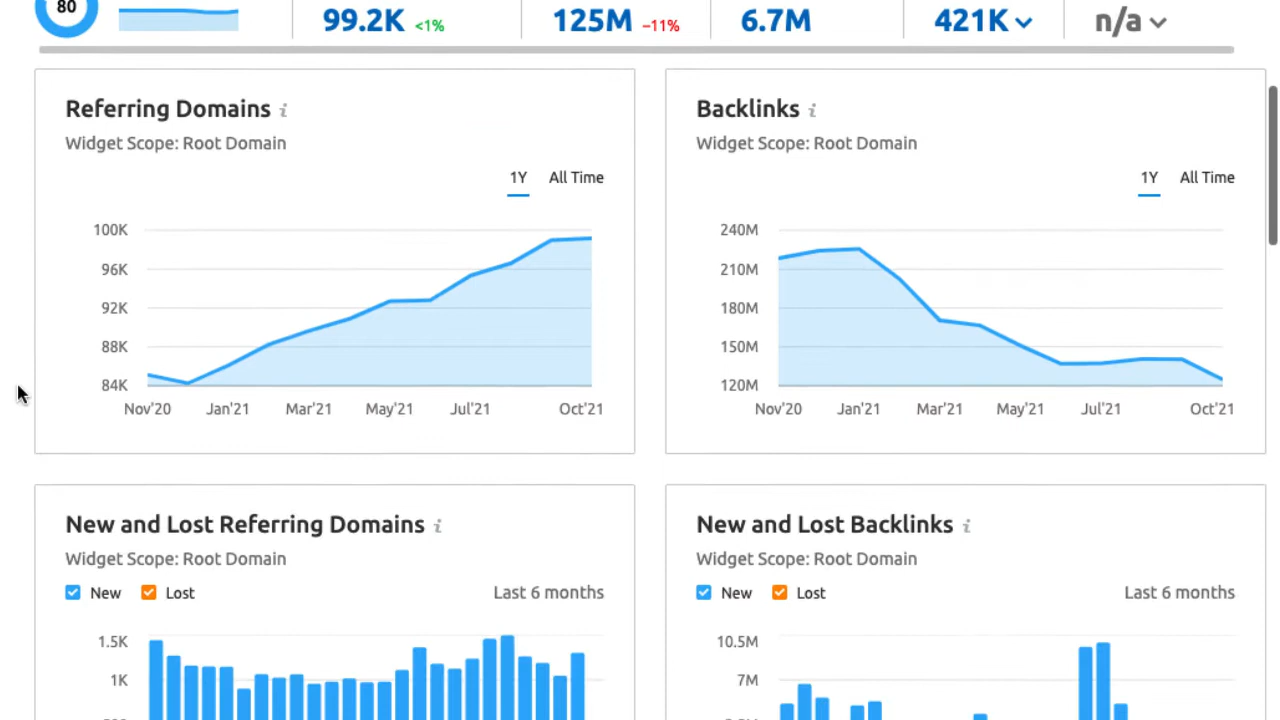 80
99.2K <1%
125M −11%
6.7M
421K
n/a
Referring Domains i
Widget Scope: Root Domain
1Y All Time
100K
96K
92K
88K
84K
Nov'20 Jan'21 Mar'21 May'21 Jul'21 Oct'21
Backlinks i
Widget Scope: Root Domain
1Y All Time
240M
210M
180M
150M
120M
Nov'20 Jan'21 Mar'21 May'21 Jul'21 Oct'21
New and Lost Referring Domains i
Widget Scope: Root Domain
New Lost Last 6 months
1.5K
1K
New and Lost Backlinks i
Widget Scope: Root Domain
New Lost Last 6 months
10.5M
7M